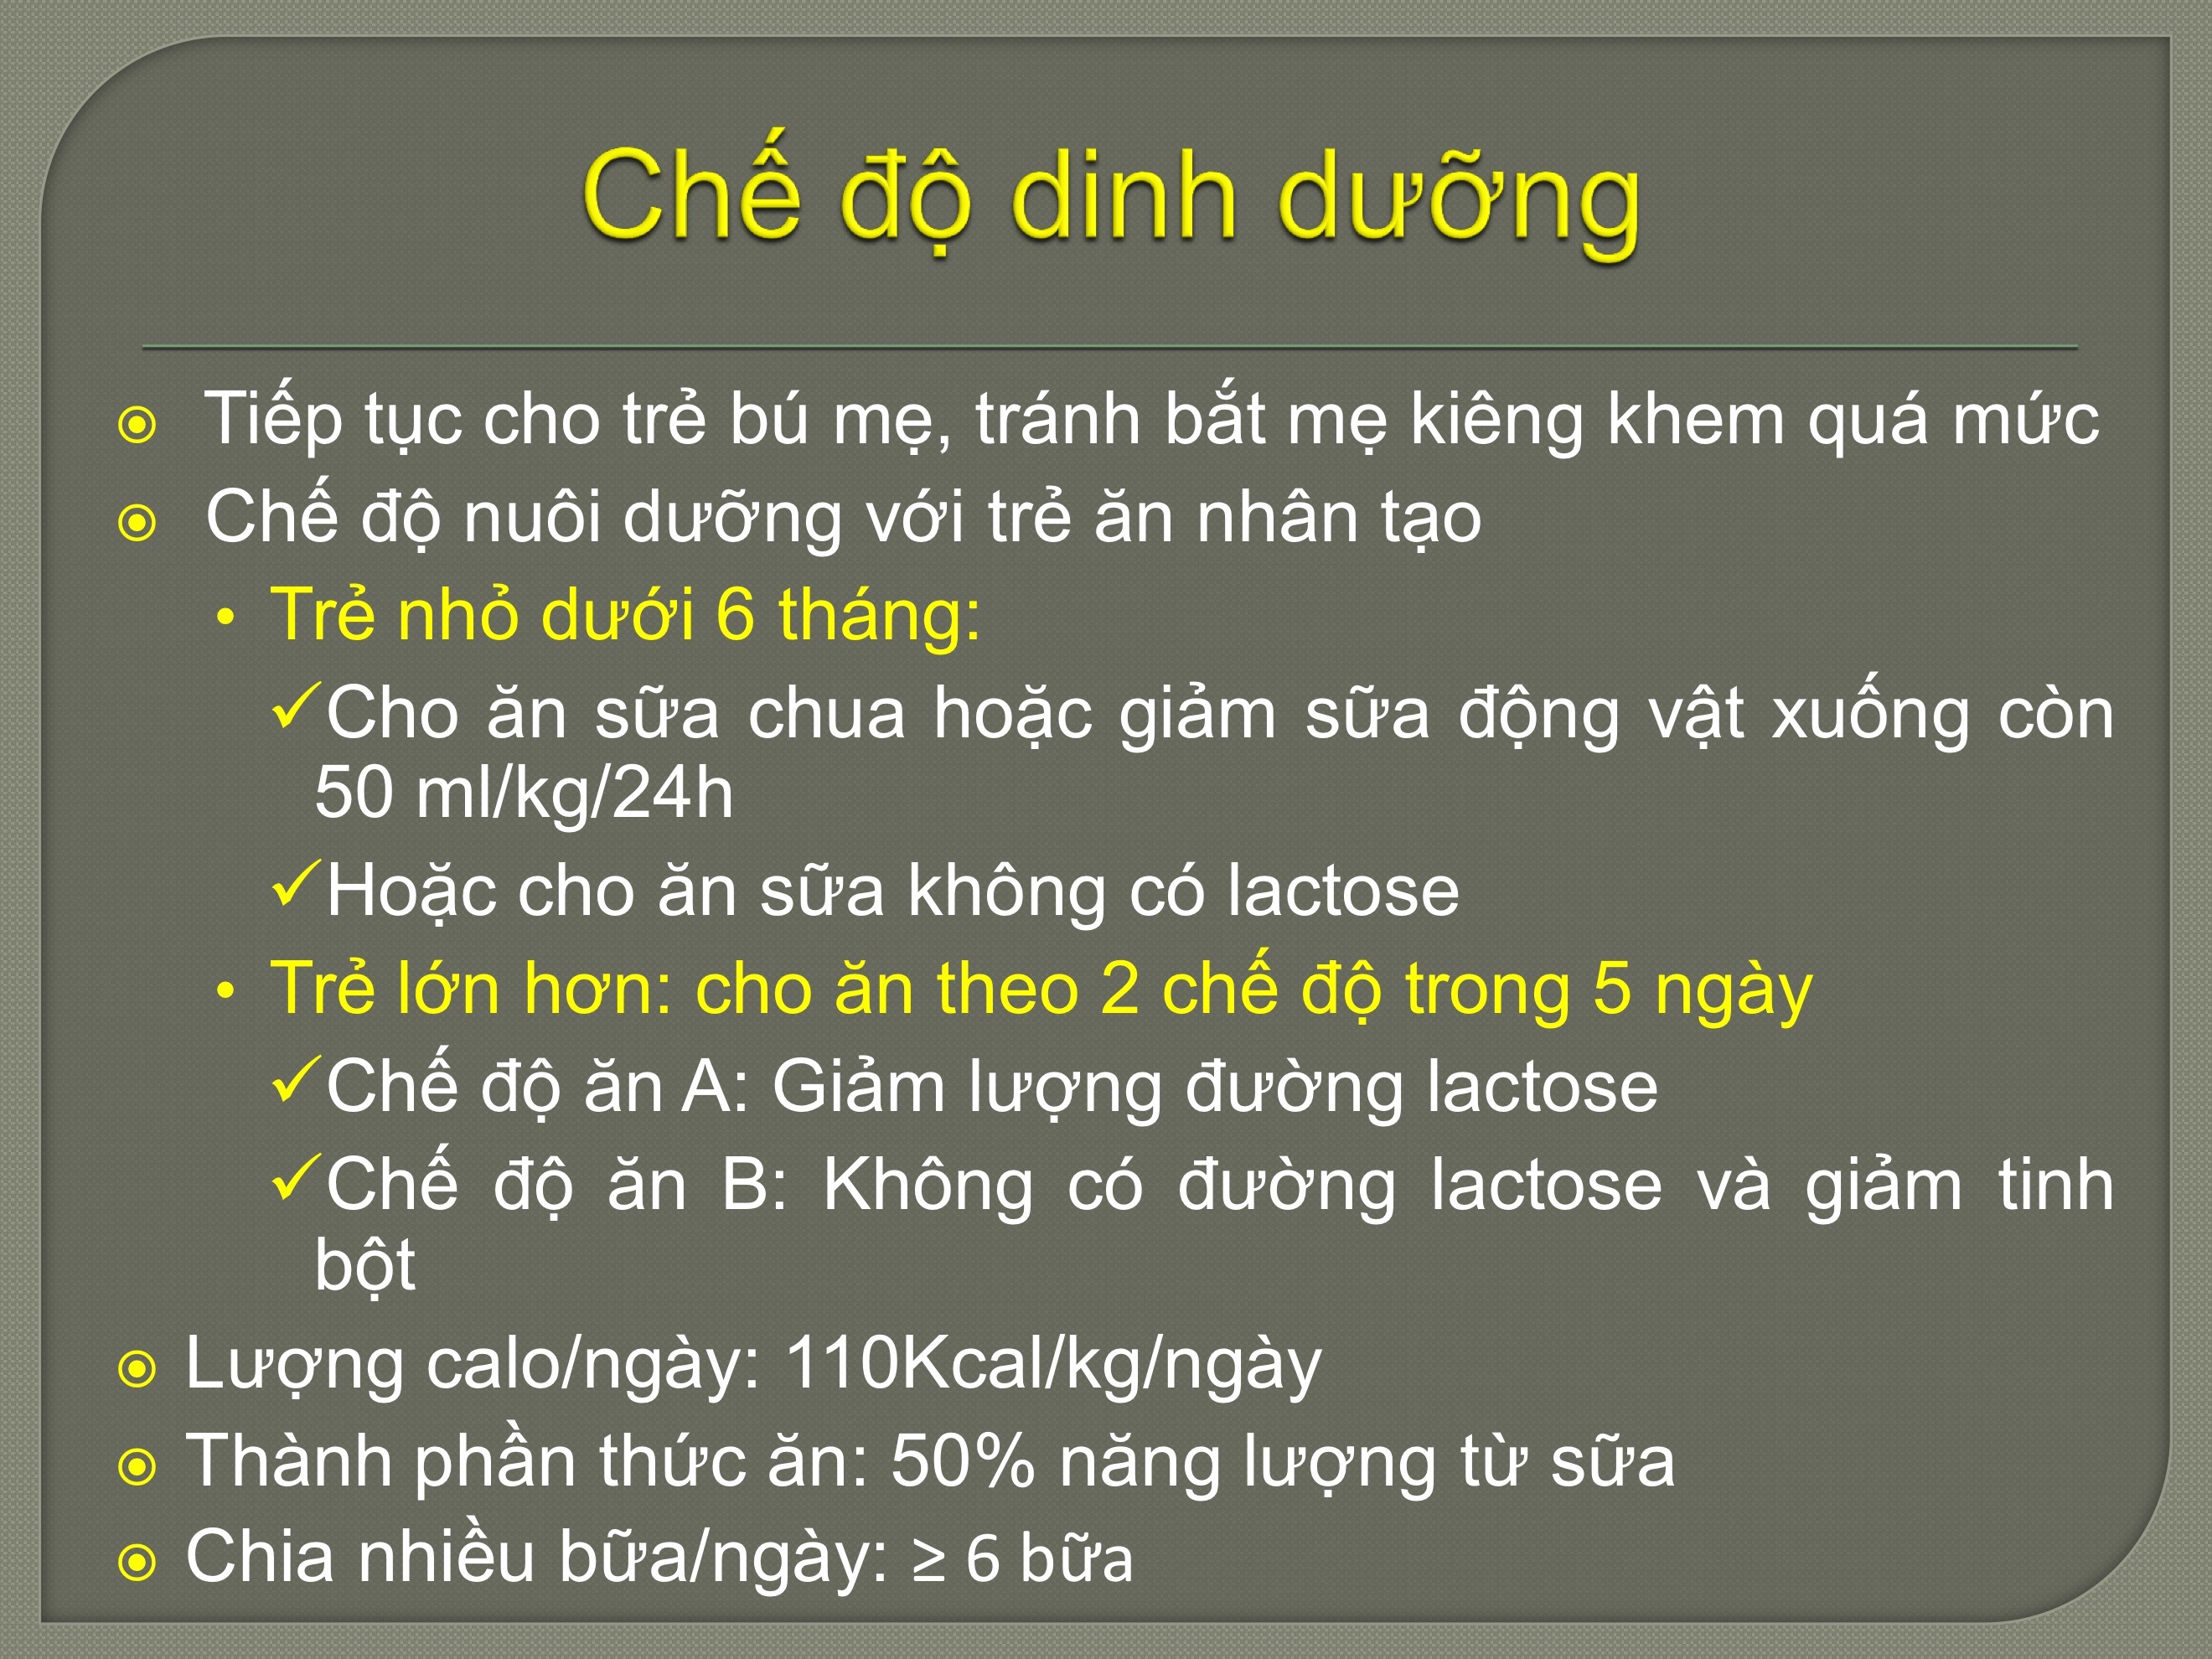 Chế độ dinh dưỡng
Tiếp tục cho trẻ bú mẹ, tránh bắt mẹ kiêng khem quá mức
Chế độ nuôi dưỡng với trẻ ăn nhân tạo
• Trẻ nhỏ dưới 6 tháng:
✓Cho ăn sữa chua hoặc giảm sữa động vật xuống còn
50 ml/kg/24h
✓Hoặc cho ăn sữa không có lactose
• Trẻ lớn hơn: cho ăn theo 2 chế độ trong 5 ngày
✓Chế độ ăn A: Giảm lượng đường lactose
✓Chế độ ăn B: Không có đường lactose và giảm tinh
bột
Lượng calo/ngày: 110Kcal/kg/ngày
Thành phần thức ăn: 50% năng lượng từ sữa
Chia nhiều bữa/ngày: ≥ 6 bữa